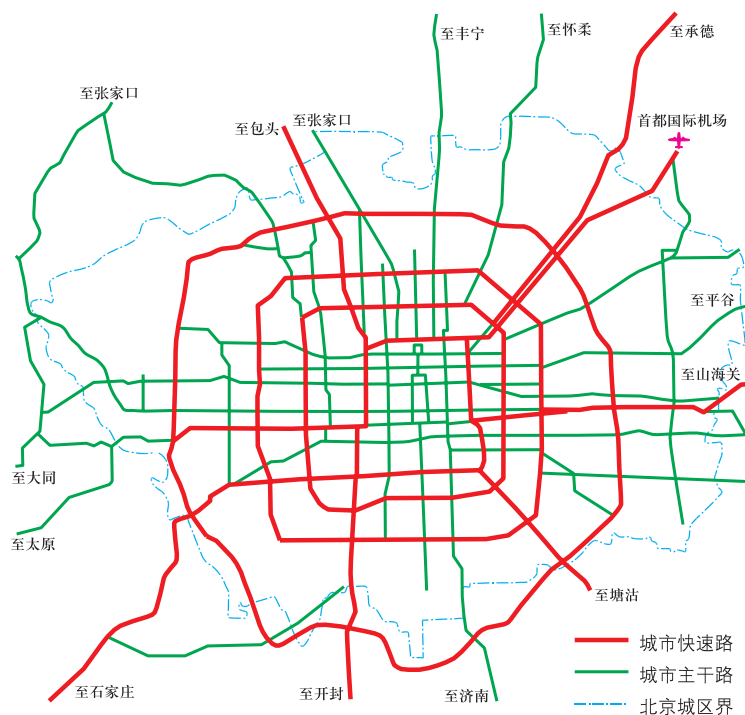 至丰宁
至怀柔
至承德
至张家口
至包头
至张家口
首都国际机场
至平谷
至山海关
至大同
至太原
至塘沽
至石家庄
至开封
至济南
城市快速路
城市主干路
北京城区界